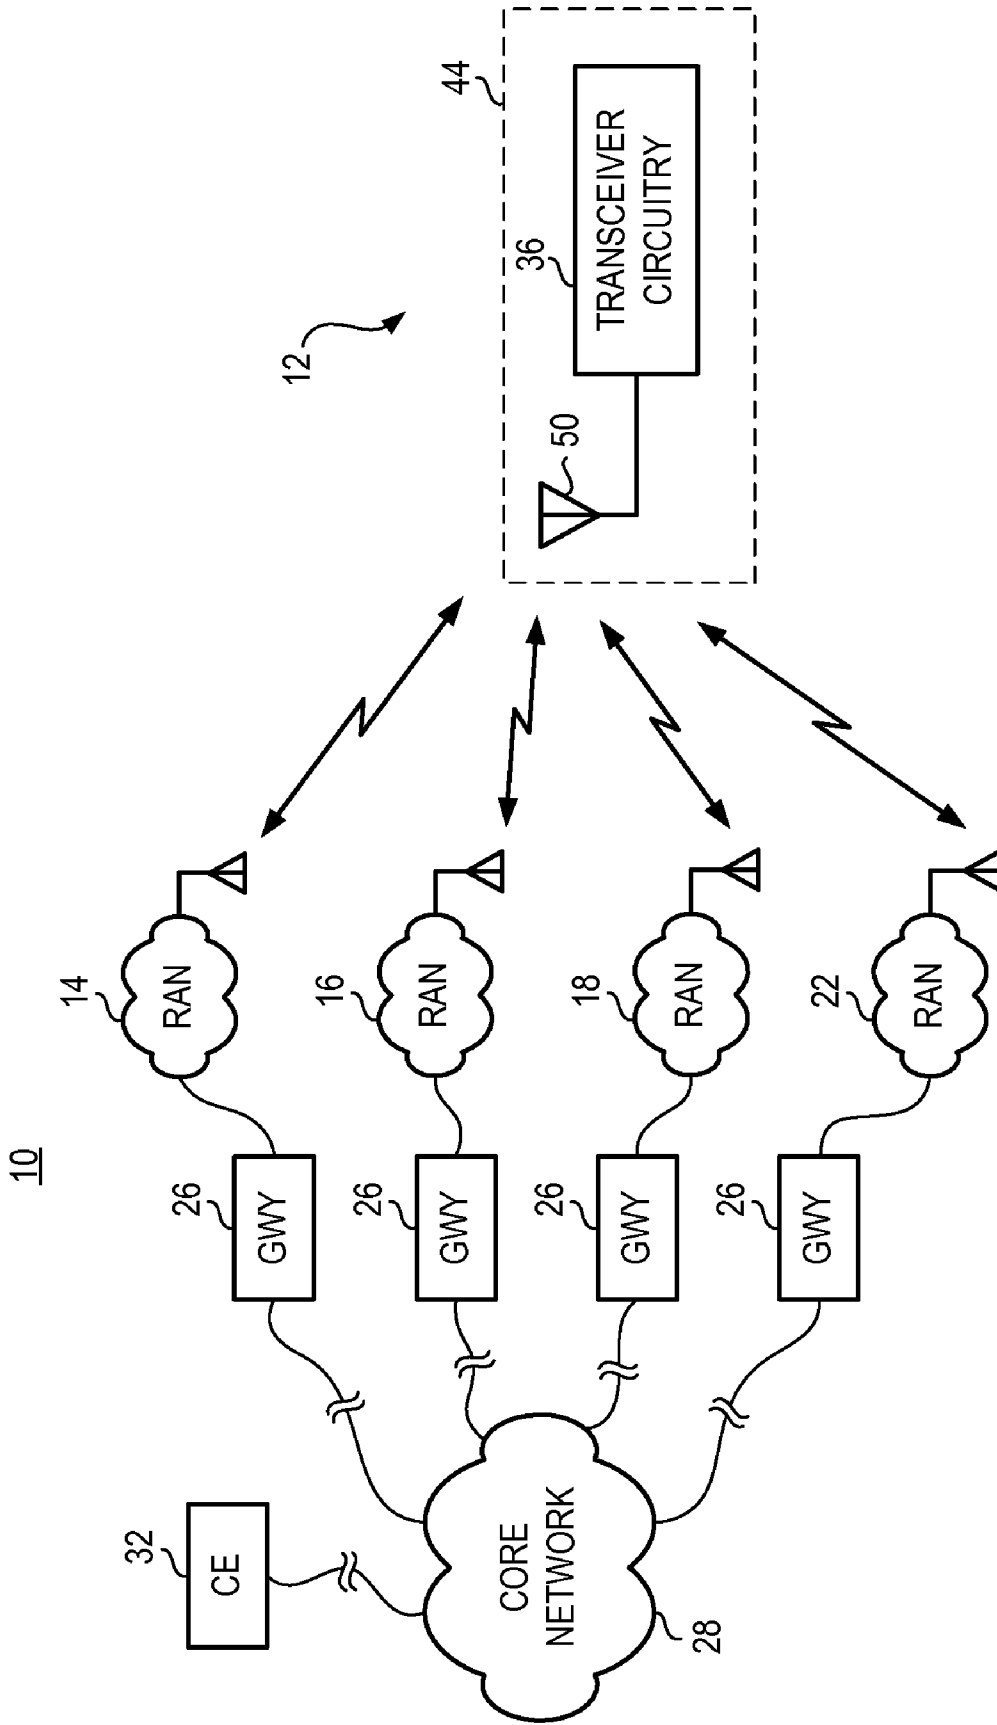 10
32
CE
CORE
NETWORK
28
26
GWY
26
GWY
26
GWY
26
GWY
14
RAN
16
RAN
18
RAN
22
RAN
12
44
50
36
TRANSCEIVER
CIRCUITRY